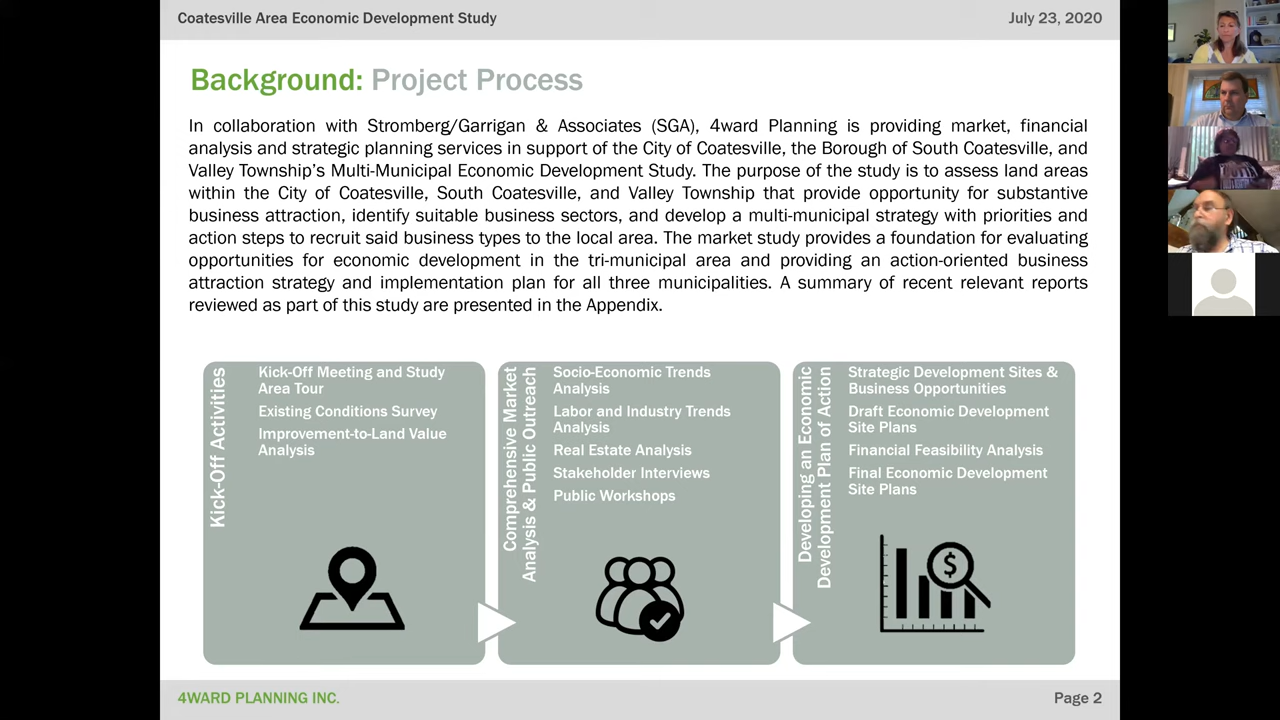 Coatesville Area Economic Development Study
July 23, 2020
Background: Project Process
In collaboration with Stromberg/Garrigan & Associates (SGA), 4ward Planning is providing market, financial
analysis and strategic planning services in support of the City of Coatesville, the Borough of South Coatesville, and
Valley Township's Multi-Municipal Economic Development Study. The purpose of the study is to assess land areas
within the City of Coatesville, South Coatesville, and Valley Township that provide opportunity for substantive
business attraction, identify suitable business sectors, and develop a multi-municipal strategy with priorities and
action steps to recruit said business types to the local area. The market study provides a foundation for evaluating
opportunities for economic development in the tri-municipal area and providing an action-oriented business
attraction strategy and implementation plan for all three municipalities. A summary of recent relevant reports
reviewed as part of this study are presented in the Appendix.
Kick-Off Activities
Kick-Off Meeting and Study
Area Tour
Existing Conditions Survey
Improvement-to-Land Value
Analysis
Comprehensive Market
Analysis & Public Outreach
Socio-Economic Trends
Analysis
Labor and Industry Trends
Analysis
Real Estate Analysis
Stakeholder Interviews
Public Workshops
Developing an Economic
Development Plan of Action
Strategic Development Sites &
Business Opportunities
Draft Economic Development
Site Plans
Financial Feasibility Analysis
Final Economic Development
Site Plans
$
4WARD PLANNING INC.
Page 2